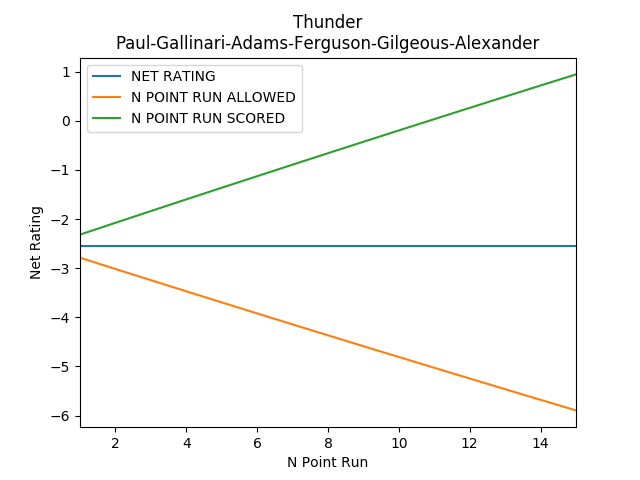 Thunder
Paul-Gallinari-Adams-Ferguson-Gilgeous-Alexander
NET RATING
N POINT RUN ALLOWED
N POINT RUN SCORED
1
0
−1
−2
−3
−4
−5
−6
Net Rating
2 4 6 8 10 12 14
N Point Run